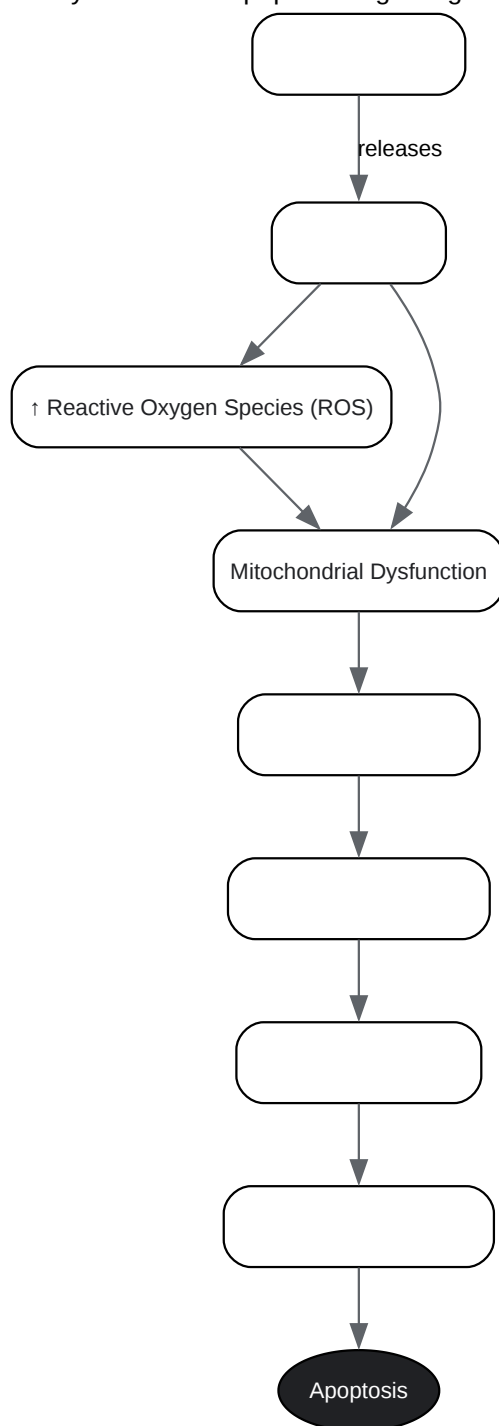 releases
↑ Reactive Oxygen Species (ROS)
Mitochondrial Dysfunction
Apoptosis